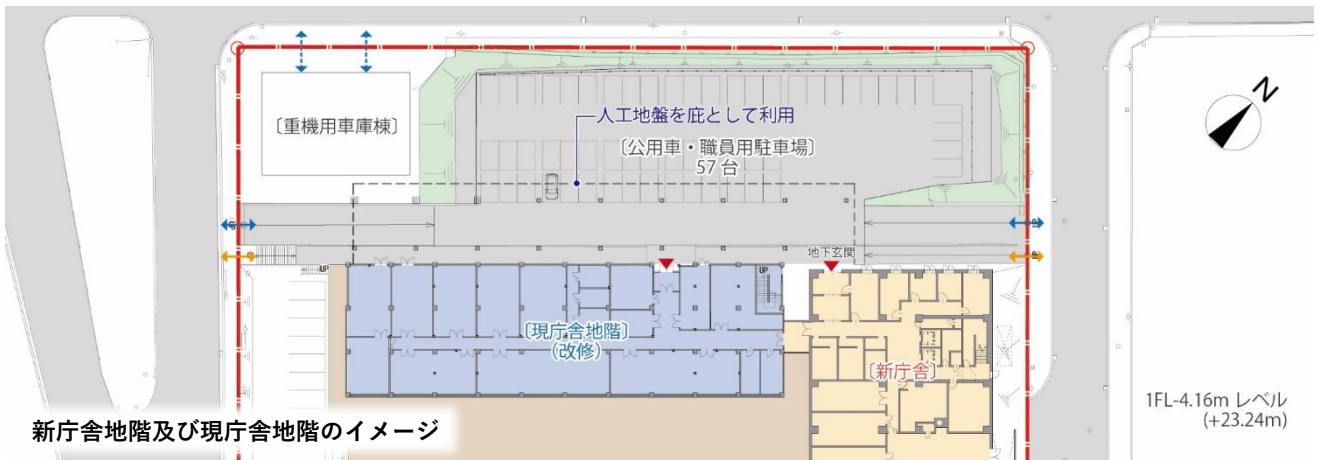 N
〔重機用車庫棟〕
人工地盤を庇として利用
〔公用車・職員用駐車場〕
57 台
UP
地下玄関
UP
UP
〔現庁舎地階〕
(改修)
〔新庁舎〕
1FL-4.16m レベル
(+23.24m)
新庁舎地階及び現庁舎地階のイメージ